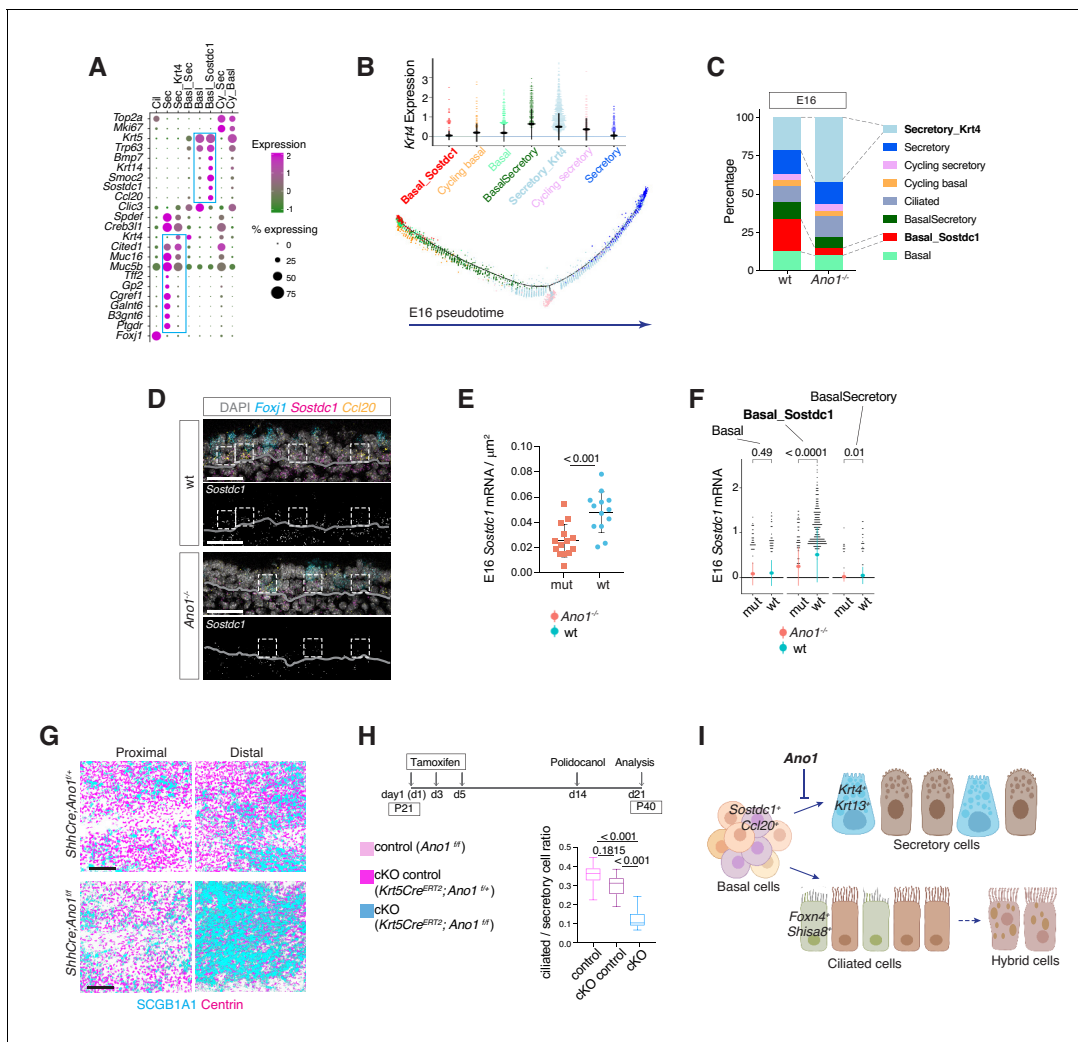 A
Cil
Sec
Sec_Krt4
Basl_Sec
Basl
Basl_Sostdc1
Cy_Sec
Cy_Basl
Top2a
Mki67
Krt5
Trp63
Bmp7
Krt14
Smoc2
Sostdc1
Ccl20
Clic3
Spdef
Creb3l1
Krt4
Cited1
Muc16
Muc5b
Tff2
Gp2
Cgref1
Galnt6
B3gnt6
Ptgdr
Foxj1
Expression
2
1
0
-1
% expressing
0
25
50
75
B
Krt4 Expression
3
2
1
0
Basal_Sostdc1
Cycling basal
Basal
BasalSecretory
Secretory_Krt4
Cycling secretory
Secretory
E16 pseudotime
C
E16
Percentage
100
75
50
25
0
wt
Ano1-/-
Secretory_Krt4
Secretory
Cycling secretory
Cycling basal
Ciliated
BasalSecretory
Basal_Sostdc1
Basal
D
DAPI Foxj1 Sostdc1 Ccl20
wt
Sostdc1
Ano1-/-
Sostdc1
E
E16 Sostdc1 mRNA / μm2
0.10
0.08
0.06
0.04
0.02
0.00
< 0.001
mut
wt
Ano1-/-
wt
F
BasalSecretory
Basal_Sostdc1
Basal
0.49
< 0.0001
0.01
E16 Sostdc1 mRNA
2
1
0
mut
wt
mut
wt
mut
wt
Ano1-/-
wt
G
Proximal
Distal
ShhCre;Ano1f/+
ShhCre;Ano1f/f
SCGB1A1 Centrin
H
Tamoxifen
Polidocanol
Analysis
day1 (d1)
d3
d5
d14
d21
P21
P40
control (Ano1 f/f)
cKO control
(Krt5CreERT2; Ano1 f/+)
cKO
(Krt5CreERT2; Ano1 f/f)
ciliated / secretory cell ratio
0.5
0.4
0.3
0.2
0.1
0.0
< 0.001
0.1815
< 0.001
control
cKO control
cKO
I
Ano1
Sostdc1+
Ccl20+
Basal cells
Krt4+
Krt13+
Secretory cells
Foxn4+
Shisa8+
Ciliated cells
Hybrid cells